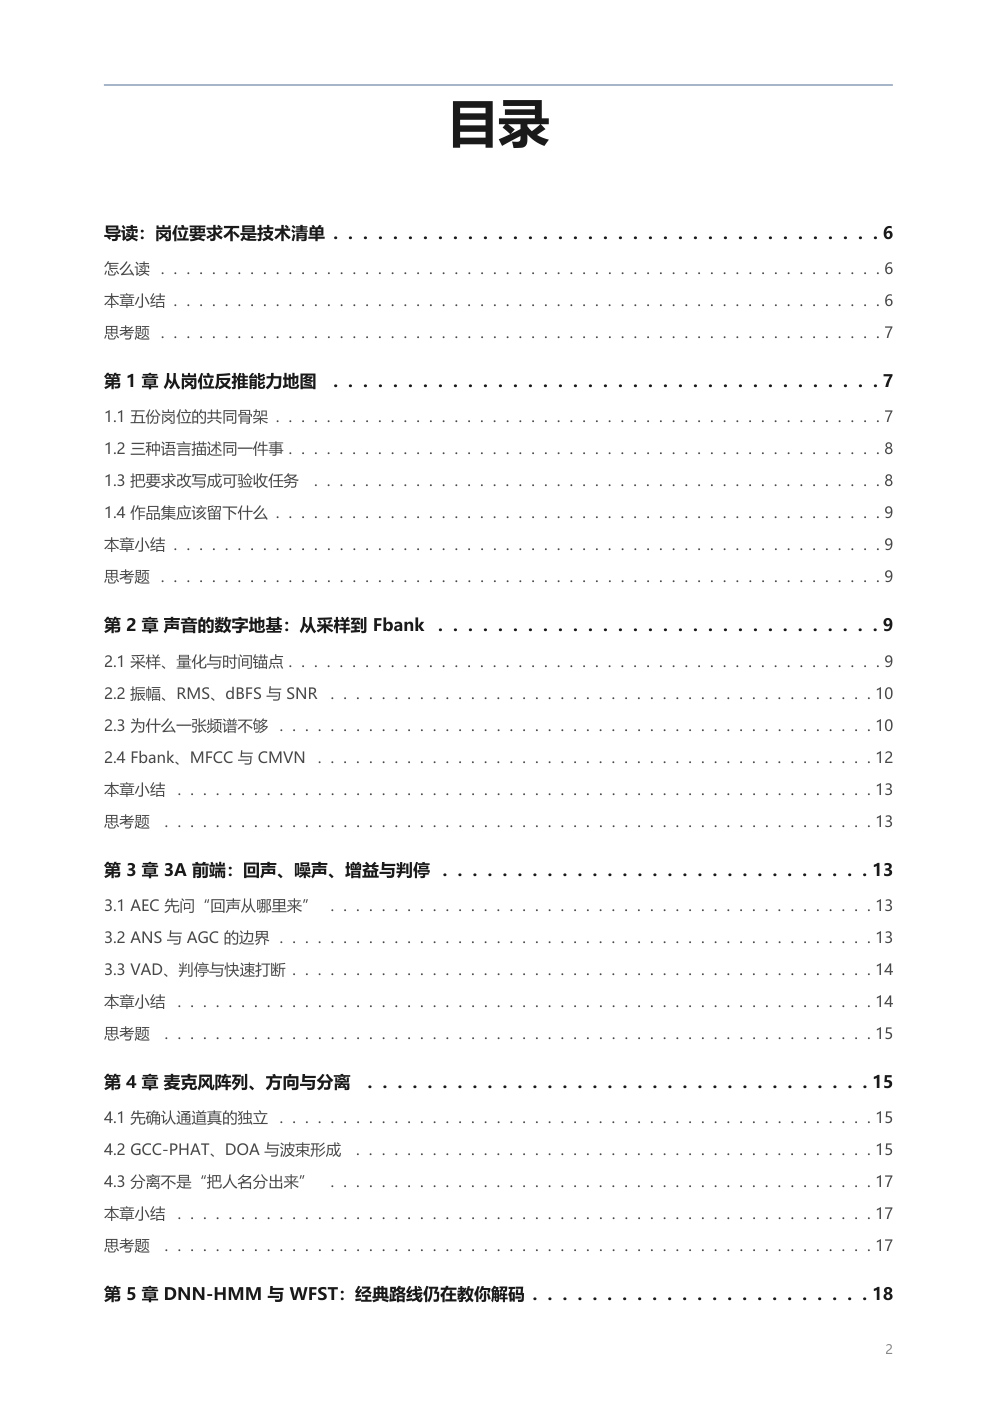 目录
导读：岗位要求不是技术清单 . . . . . . . . . . . . . . . . . . . . . . . . . . . . . . . . . . . . . 6
怎么读 . . . . . . . . . . . . . . . . . . . . . . . . . . . . . . . . . . . . . . . . . . . . . . . . . . . . . . . . . 6
本章小结 . . . . . . . . . . . . . . . . . . . . . . . . . . . . . . . . . . . . . . . . . . . . . . . . . . . . . . . . 6
思考题 . . . . . . . . . . . . . . . . . . . . . . . . . . . . . . . . . . . . . . . . . . . . . . . . . . . . . . . . . 7
第 1 章 从岗位反推能力地图 . . . . . . . . . . . . . . . . . . . . . . . . . . . . . . . . . . . . . 7
1.1 五份岗位的共同骨架 . . . . . . . . . . . . . . . . . . . . . . . . . . . . . . . . . . . . . . . . . . . . . . . . 7
1.2 三种语言描述同一件事 . . . . . . . . . . . . . . . . . . . . . . . . . . . . . . . . . . . . . . . . . . . . . . . 8
1.3 把要求改写成可验收任务 . . . . . . . . . . . . . . . . . . . . . . . . . . . . . . . . . . . . . . . . . . . . . 8
1.4 作品集应该留下什么 . . . . . . . . . . . . . . . . . . . . . . . . . . . . . . . . . . . . . . . . . . . . . . . . 9
本章小结 . . . . . . . . . . . . . . . . . . . . . . . . . . . . . . . . . . . . . . . . . . . . . . . . . . . . . . . . 9
思考题 . . . . . . . . . . . . . . . . . . . . . . . . . . . . . . . . . . . . . . . . . . . . . . . . . . . . . . . . . 9
第 2 章 声音的数字地基：从采样到 Fbank . . . . . . . . . . . . . . . . . . . . . . . . . . . . . . 9
2.1 采样、量化与时间锚点 . . . . . . . . . . . . . . . . . . . . . . . . . . . . . . . . . . . . . . . . . . . . . . . 9
2.2 振幅、RMS、dBFS 与 SNR . . . . . . . . . . . . . . . . . . . . . . . . . . . . . . . . . . . . . . . . . . . 10
2.3 为什么一张频谱不够 . . . . . . . . . . . . . . . . . . . . . . . . . . . . . . . . . . . . . . . . . . . . . . . 10
2.4 Fbank、MFCC 与 CMVN . . . . . . . . . . . . . . . . . . . . . . . . . . . . . . . . . . . . . . . . . . . . 12
本章小结 . . . . . . . . . . . . . . . . . . . . . . . . . . . . . . . . . . . . . . . . . . . . . . . . . . . . . . . 13
思考题 . . . . . . . . . . . . . . . . . . . . . . . . . . . . . . . . . . . . . . . . . . . . . . . . . . . . . . . . 13
第 3 章 3A 前端：回声、噪声、增益与判停 . . . . . . . . . . . . . . . . . . . . . . . . . . . . . 13
3.1 AEC 先问“回声从哪里来” . . . . . . . . . . . . . . . . . . . . . . . . . . . . . . . . . . . . . . . . . . . 13
3.2 ANS 与 AGC 的边界 . . . . . . . . . . . . . . . . . . . . . . . . . . . . . . . . . . . . . . . . . . . . . . . 13
3.3 VAD、判停与快速打断 . . . . . . . . . . . . . . . . . . . . . . . . . . . . . . . . . . . . . . . . . . . . . . 14
本章小结 . . . . . . . . . . . . . . . . . . . . . . . . . . . . . . . . . . . . . . . . . . . . . . . . . . . . . . . 14
思考题 . . . . . . . . . . . . . . . . . . . . . . . . . . . . . . . . . . . . . . . . . . . . . . . . . . . . . . . . 15
第 4 章 麦克风阵列、方向与分离 . . . . . . . . . . . . . . . . . . . . . . . . . . . . . . . . . . 15
4.1 先确认通道真的独立 . . . . . . . . . . . . . . . . . . . . . . . . . . . . . . . . . . . . . . . . . . . . . . . 15
4.2 GCC-PHAT、DOA 与波束形成 . . . . . . . . . . . . . . . . . . . . . . . . . . . . . . . . . . . . . . . . . 15
4.3 分离不是“把人名分出来” . . . . . . . . . . . . . . . . . . . . . . . . . . . . . . . . . . . . . . . . . . . 17
本章小结 . . . . . . . . . . . . . . . . . . . . . . . . . . . . . . . . . . . . . . . . . . . . . . . . . . . . . . . 17
思考题 . . . . . . . . . . . . . . . . . . . . . . . . . . . . . . . . . . . . . . . . . . . . . . . . . . . . . . . . 17
第 5 章 DNN-HMM 与 WFST：经典路线仍在教你解码 . . . . . . . . . . . . . . . . . . . . . . . 18
2